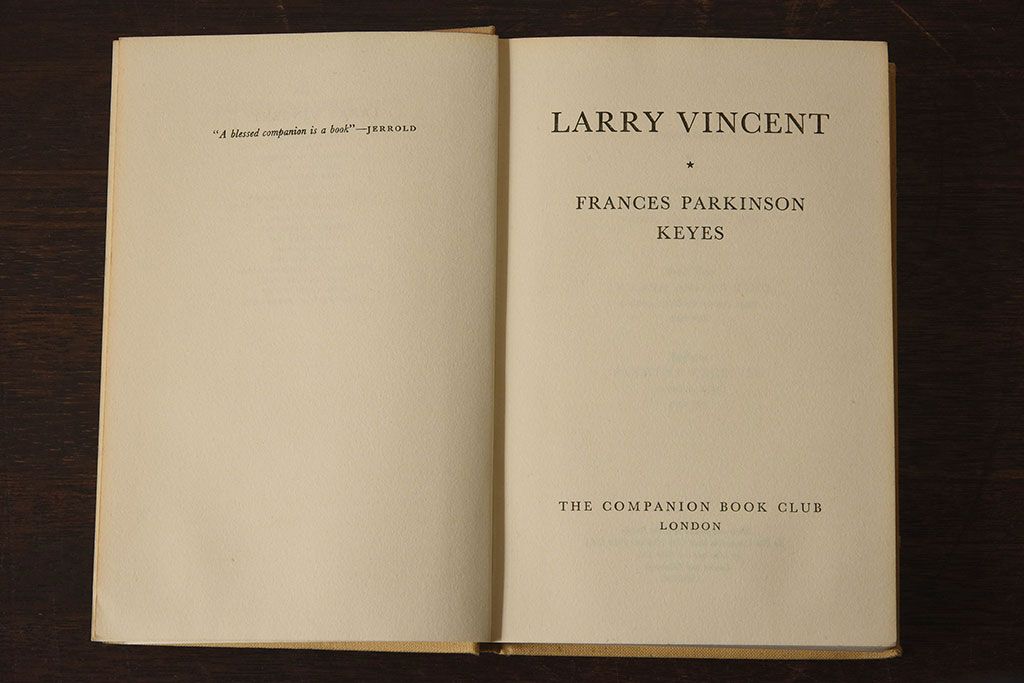 “A blessed companion is a book”—JERROLD
LARRY VINCENT
★
FRANCES PARKINSON
KEYES
THE COMPANION BOOK CLUB
LONDON